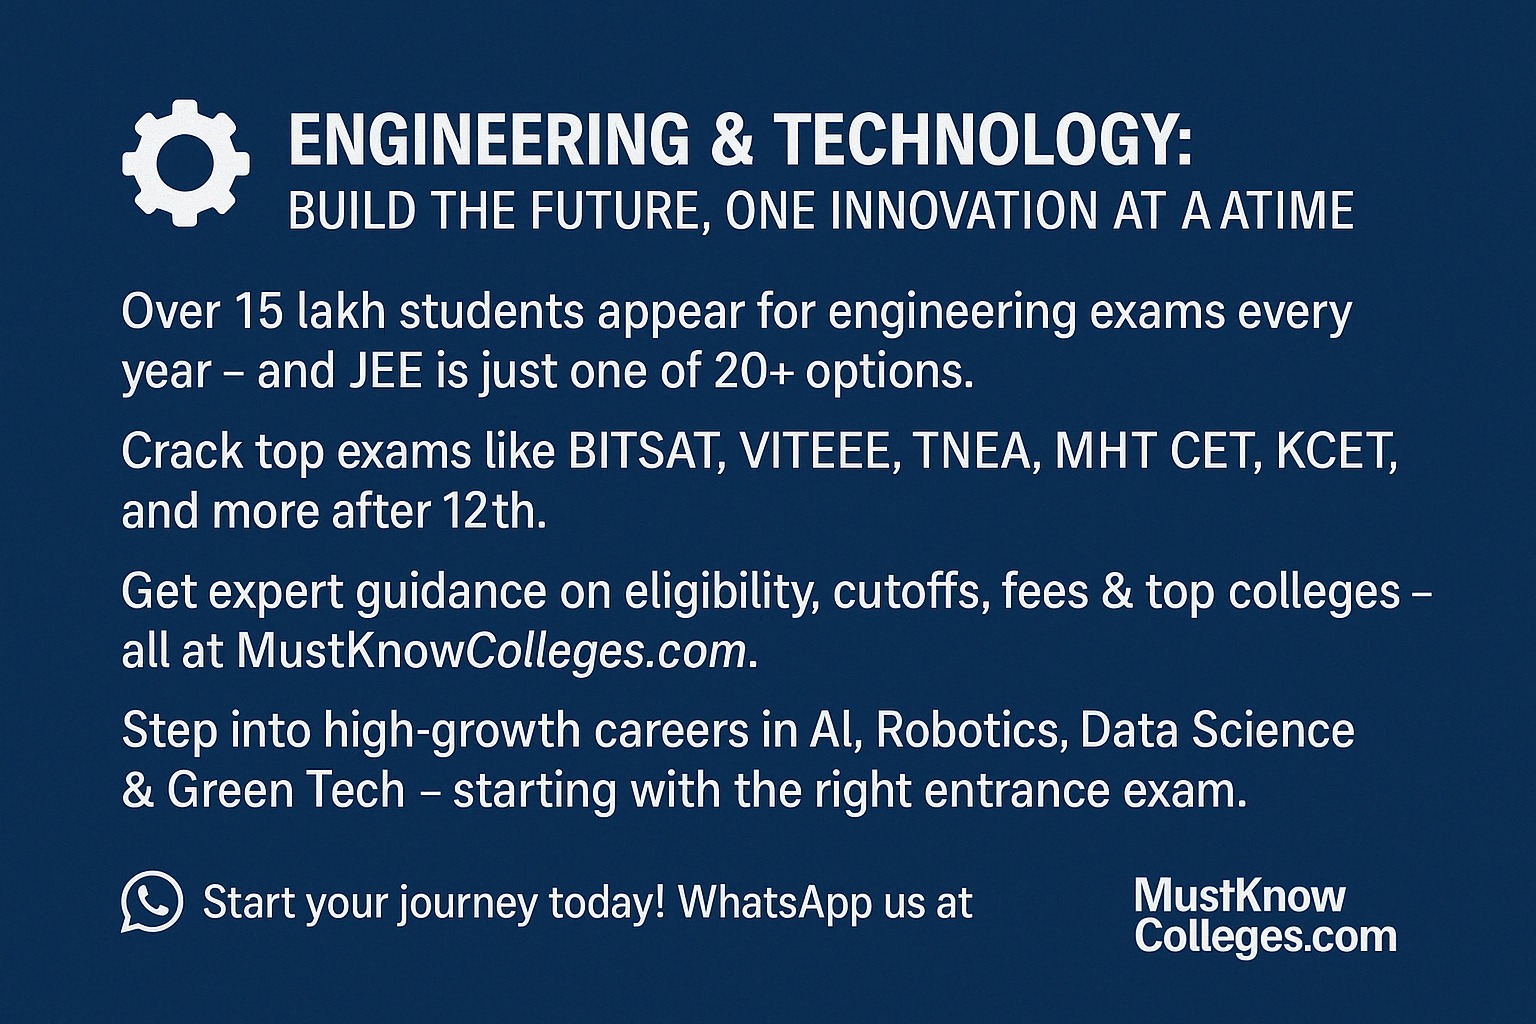 ENGINEERING & TECHNOLOGY:
BUILD THE FUTURE, ONE INNOVATION AT A ATIME
Over 15 lakh students appear for engineering exams every
year – and JEE is just one of 20+ options.
Crack top exams like BITSAT, VITEEE, TNEA, MHT CET, KCET,
and more after 12th.
Get expert guidance on eligibility, cutoffs, fees & top colleges –
all at MustKnowColleges.com.
Step into high-growth careers in AI, Robotics, Data Science
& Green Tech – starting with the right entrance exam.
Start your journey today! WhatsApp us at
MustKnow
Colleges.com